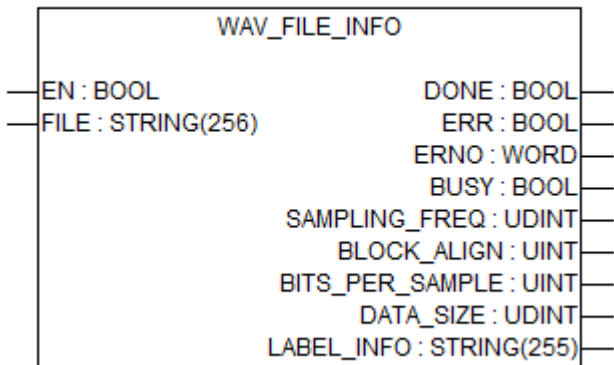 WAV_FILE_INFO
EN : BOOL DONE : BOOL
FILE : STRING(256) ERR : BOOL
ERNO : WORD
BUSY : BOOL
SAMPLING_FREQ : UDINT
BLOCK_ALIGN : UINT
BITS_PER_SAMPLE : UINT
DATA_SIZE : UDINT
LABEL_INFO : STRING(255)